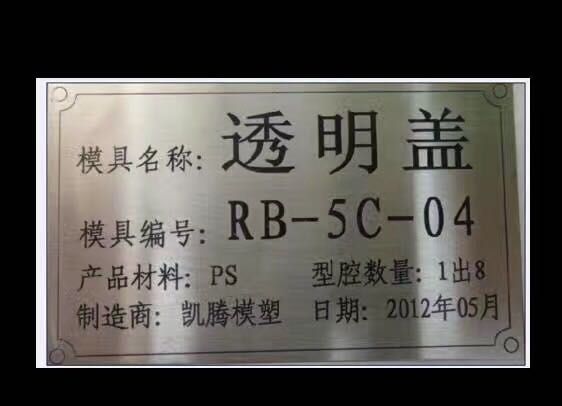 模具名称: 透明盖
模具编号: RB-5C-04
产品材料: PS 型腔数量: 1出8
制造商: 凯腾模塑 日期: 2012年05月